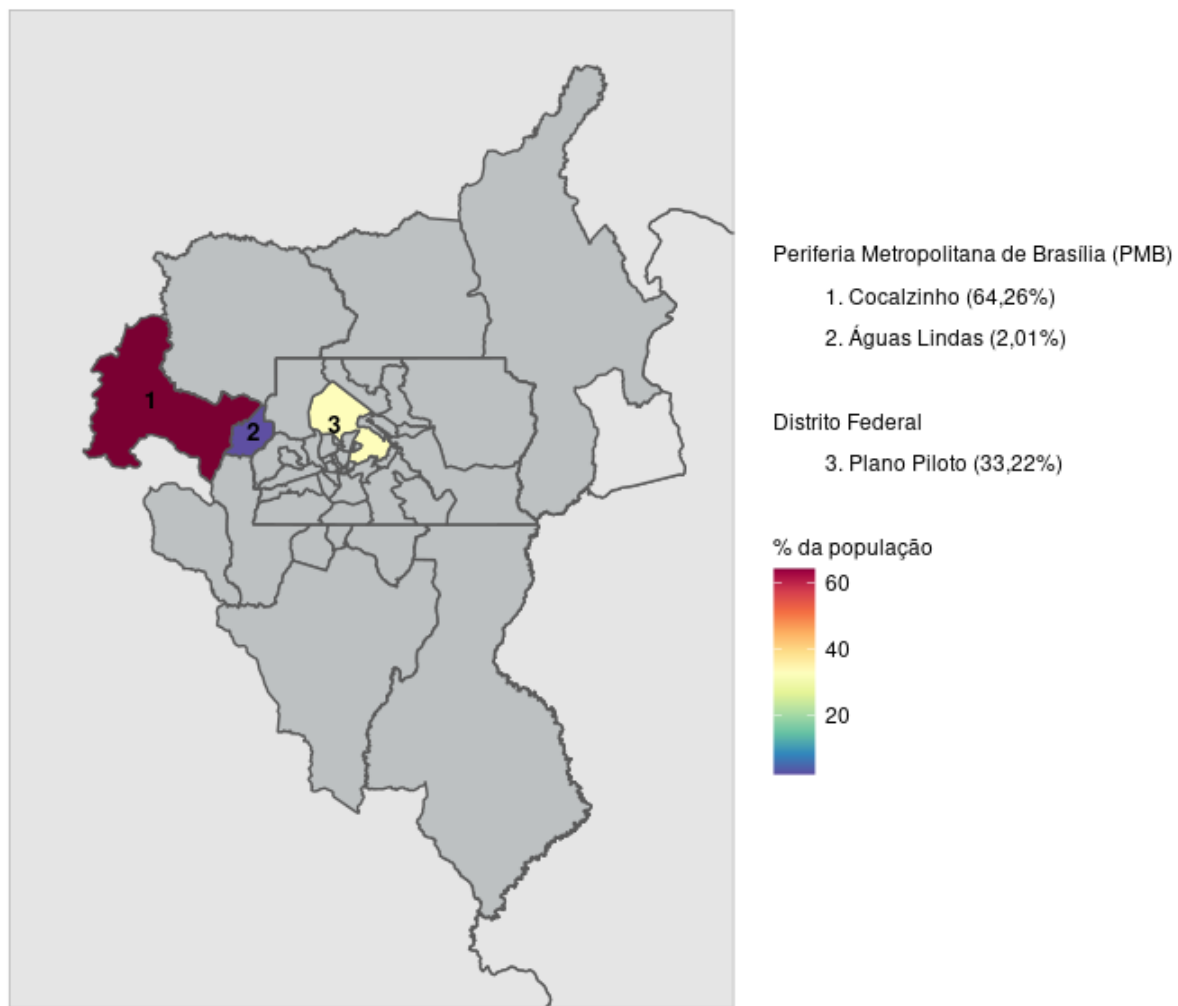 Periferia Metropolitana de Brasília (PMB)
1. Cocalzinho (64,26%)
2. Águas Lindas (2,01%)
Distrito Federal
3. Plano Piloto (33,22%)
% da população
60
40
20
1
2
3